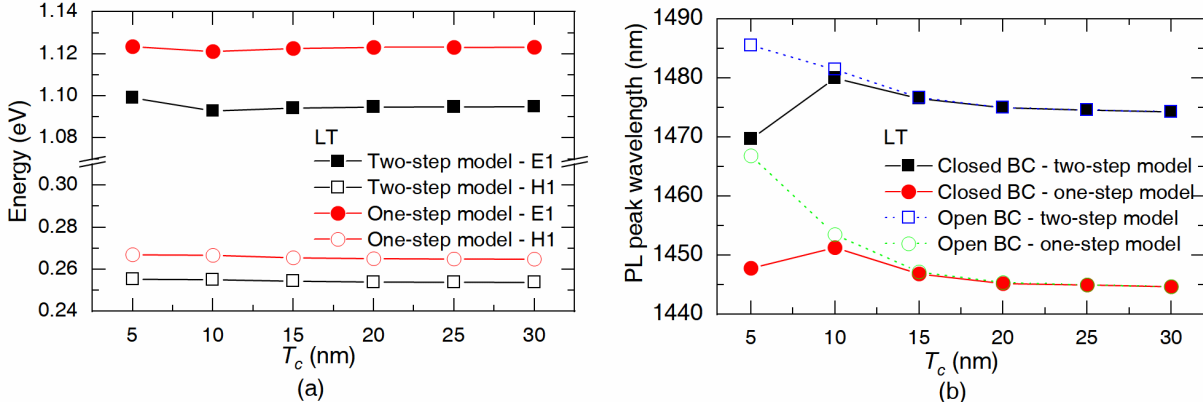 Energy (eV)
1.14
1.12
1.10
1.08
0.30
0.28
0.26
0.24
LT
Two-step model - E1
Two-step model - H1
One-step model - E1
One-step model - H1
5 10 15 20 25 30
T_c (nm)
(a)
PL peak wavelength (nm)
1490
1480
1470
1460
1450
1440
LT
Closed BC - two-step model
Closed BC - one-step model
Open BC - two-step model
Open BC - one-step model
5 10 15 20 25 30
T_c (nm)
(b)